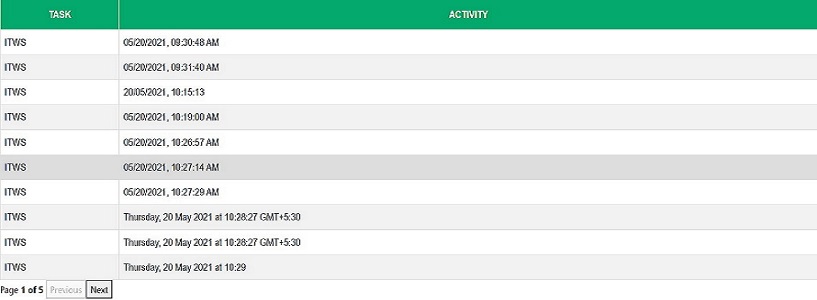 TASK ACTIVITY
ITWS 05/20/2021, 09:30:48 AM
ITWS 05/20/2021, 09:31:40 AM
ITWS 20/05/2021, 10:15:13
ITWS 05/20/2021, 10:19:00 AM
ITWS 05/20/2021, 10:26:57 AM
ITWS 05/20/2021, 10:27:14 AM
ITWS 05/20/2021, 10:27:29 AM
ITWS Thursday, 20 May 2021 at 10:28:27 GMT+5:30
ITWS Thursday, 20 May 2021 at 10:28:27 GMT+5:30
ITWS Thursday, 20 May 2021 at 10:29
Page 1 of 5 Previous Next